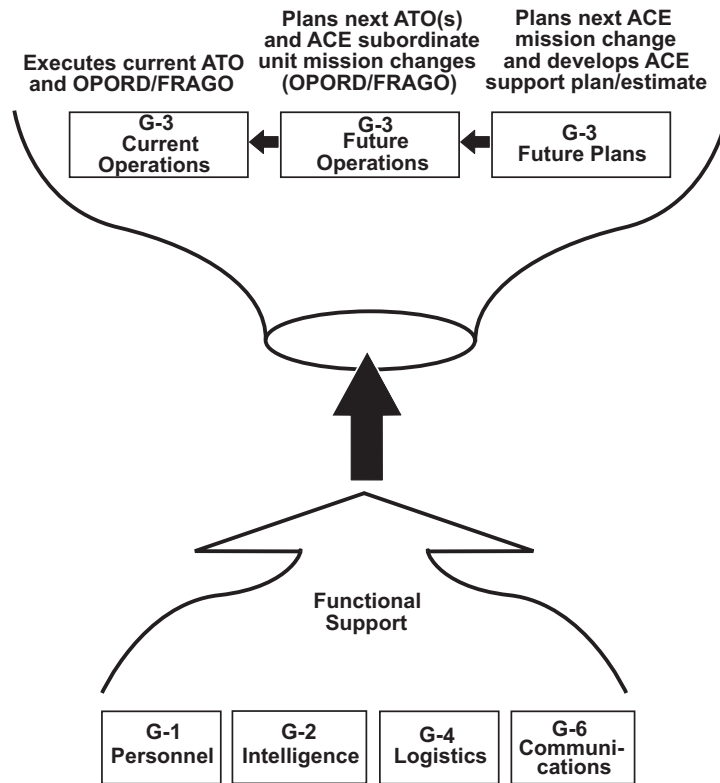 Executes current ATO
and OPORD/FRAGO
Plans next ATO(s)
and ACE subordinate
unit mission changes
(OPORD/FRAGO)
Plans next ACE
mission change
and develops ACE
support plan/estimate
G-3
Current
Operations
G-3
Future
Operations
G-3
Future Plans
Functional
Support
G-1
Personnel
G-2
Intelligence
G-4
Logistics
G-6
Communi-
cations